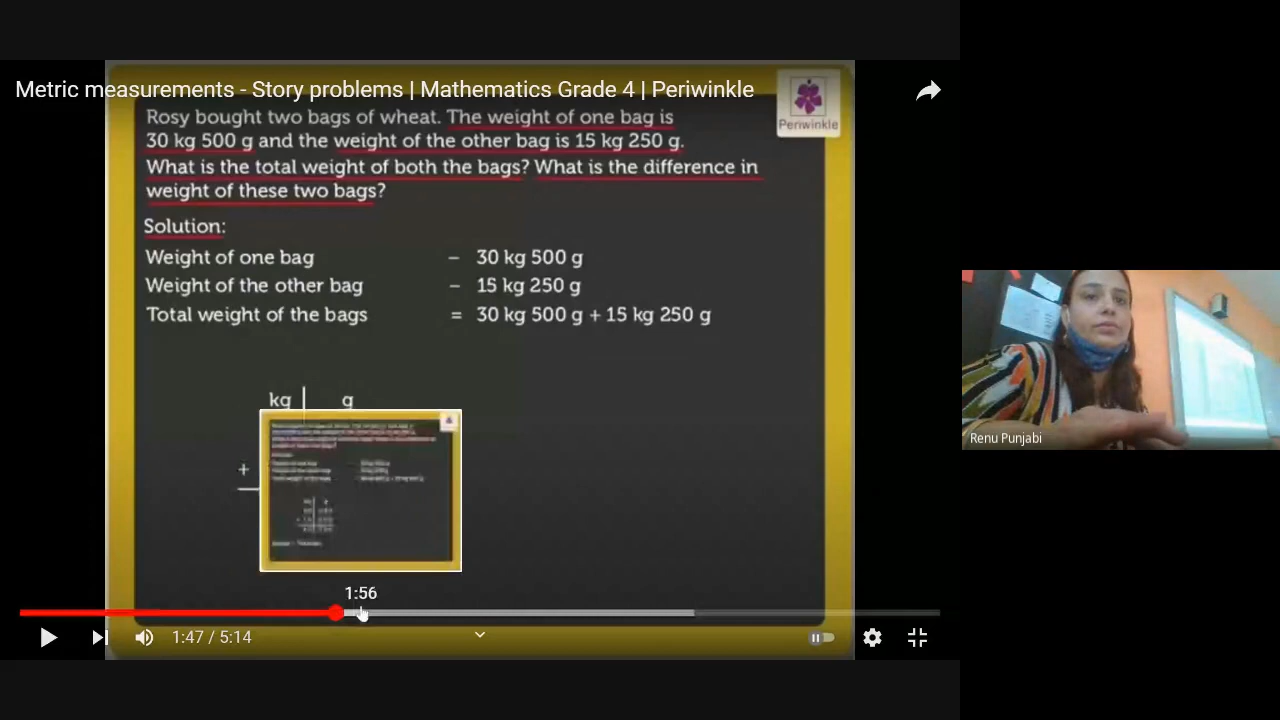 Metric measurements - Story problems | Mathematics Grade 4 | Periwinkle
Periwinkle
Rosy bought two bags of wheat. The weight of one bag is
30 kg 500 g and the weight of the other bag is 15 kg 250 g.
What is the total weight of both the bags? What is the difference in
weight of these two bags?
Solution:
Weight of one bag – 30 kg 500 g
Weight of the other bag – 15 kg 250 g
Total weight of the bags = 30 kg 500 g + 15 kg 250 g
kg g
+
1:56
1:47 / 5:14
Renu Punjabi